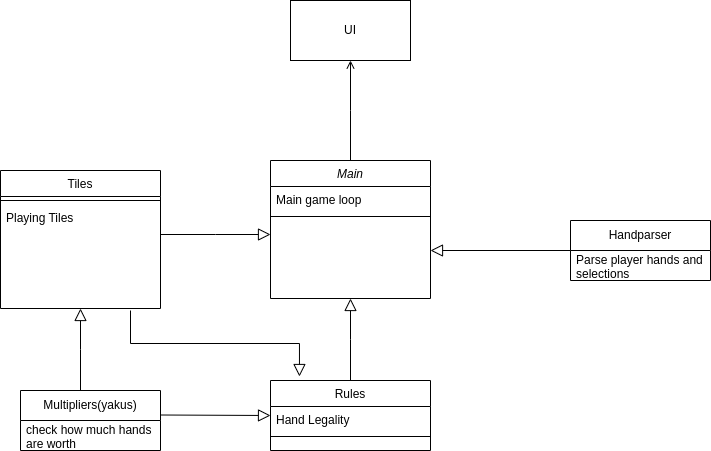 UI
Main
Main game loop
Tiles
Playing Tiles
Handparser
Parse player hands and
selections
Multipliers(yakus)
check how much hands
are worth
Rules
Hand Legality